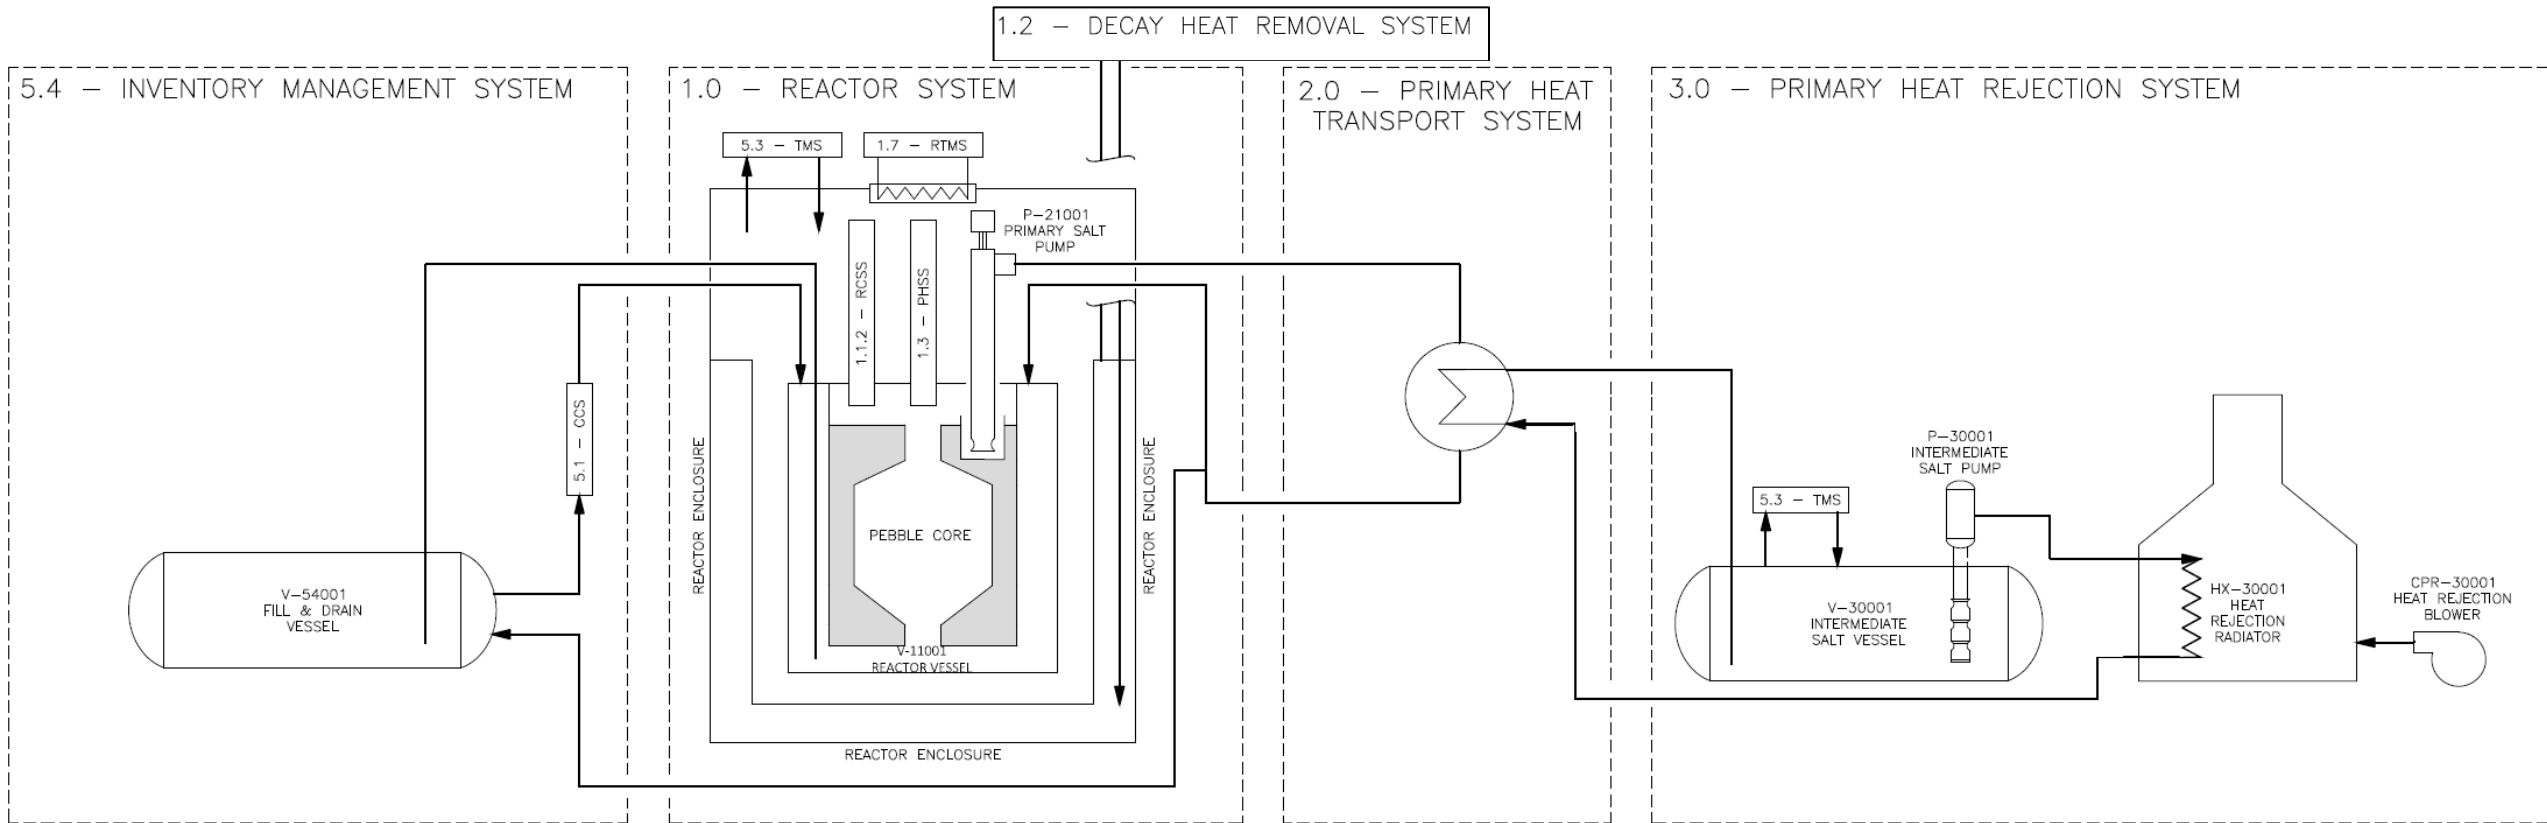 1.2 – DECAY HEAT REMOVAL SYSTEM
5.4 – INVENTORY MANAGEMENT SYSTEM
1.0 – REACTOR SYSTEM
2.0 – PRIMARY HEAT
TRANSPORT SYSTEM
3.0 – PRIMARY HEAT REJECTION SYSTEM
5.3 – TMS
1.7 – RTMS
P–21001
PRIMARY SALT
PUMP
1.1.2 – RCSS
1.3 – PHSS
5.1 – CCS
REACTOR ENCLOSURE
REACTOR ENCLOSURE
PEBBLE CORE
V-11001
REACTOR VESSEL
REACTOR ENCLOSURE
V–54001
FILL & DRAIN
VESSEL
P–30001
INTERMEDIATE
SALT PUMP
5.3 – TMS
V–30001
INTERMEDIATE
SALT VESSEL
HX–30001
HEAT
REJECTION
RADIATOR
CPR–30001
HEAT REJECTION
BLOWER